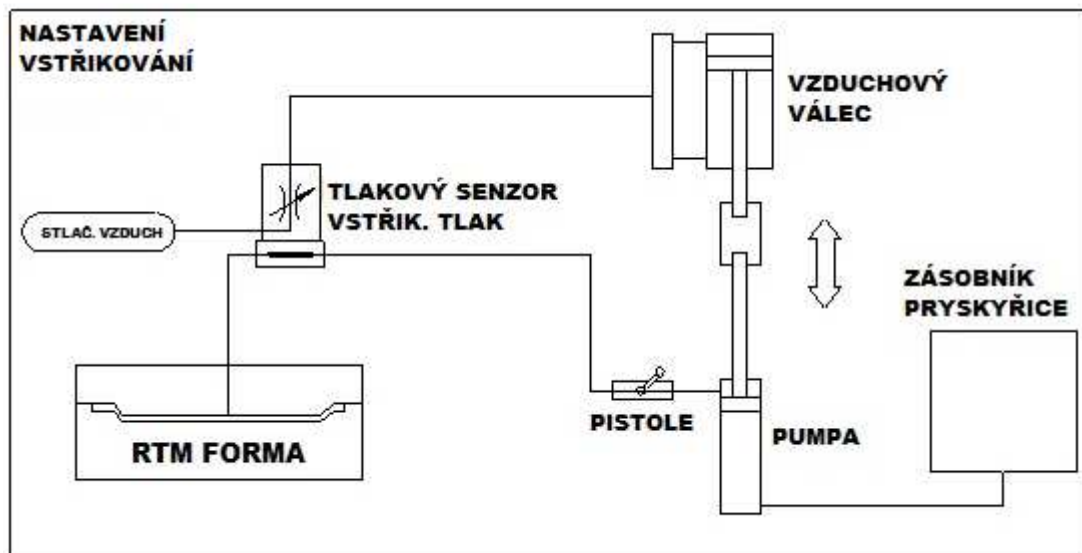 NASTAVENÍ
VSTŘIKOVÁNÍ
VZDUCHOVÝ
VÁLEC
TLAKOVÝ SENZOR
VSTŘIK. TLAK
STLAČ. VZDUCH
ZÁSOBNÍK
PRYSKYŘICE
PISTOLE
PUMPA
RTM FORMA